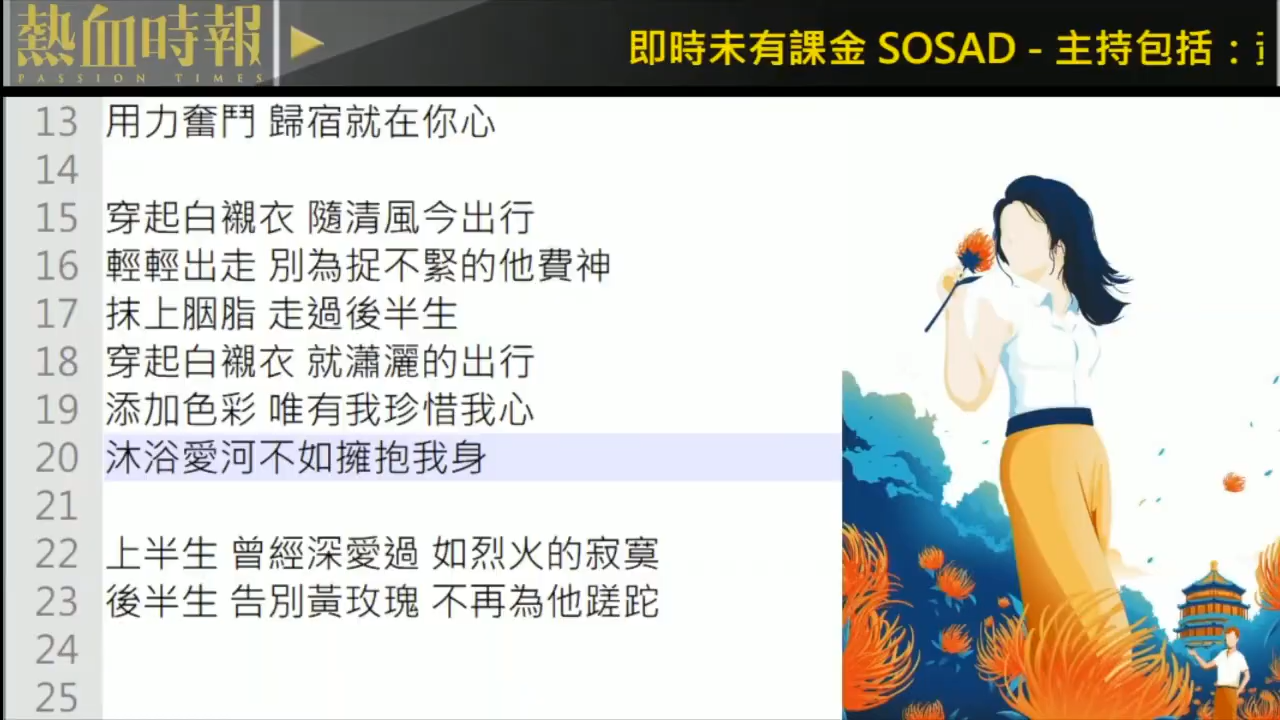 熱血時報
PASSION TIMES
即時未有課金 SOSAD - 主持包括：
13 用力奮鬥 歸宿就在你心
14
15 穿起白襯衣 隨清風今出行
16 輕輕出走 別為捉不緊的他費神
17 抹上胭脂 走過後半生
18 穿起白襯衣 就瀟灑的出行
19 添加色彩 唯有我珍惜我心
20 沐浴愛河不如擁抱我身
21
22 上半生 曾經深愛過 如烈火的寂寞
23 後半生 告別黃玫瑰 不再為他蹉跎
24
25